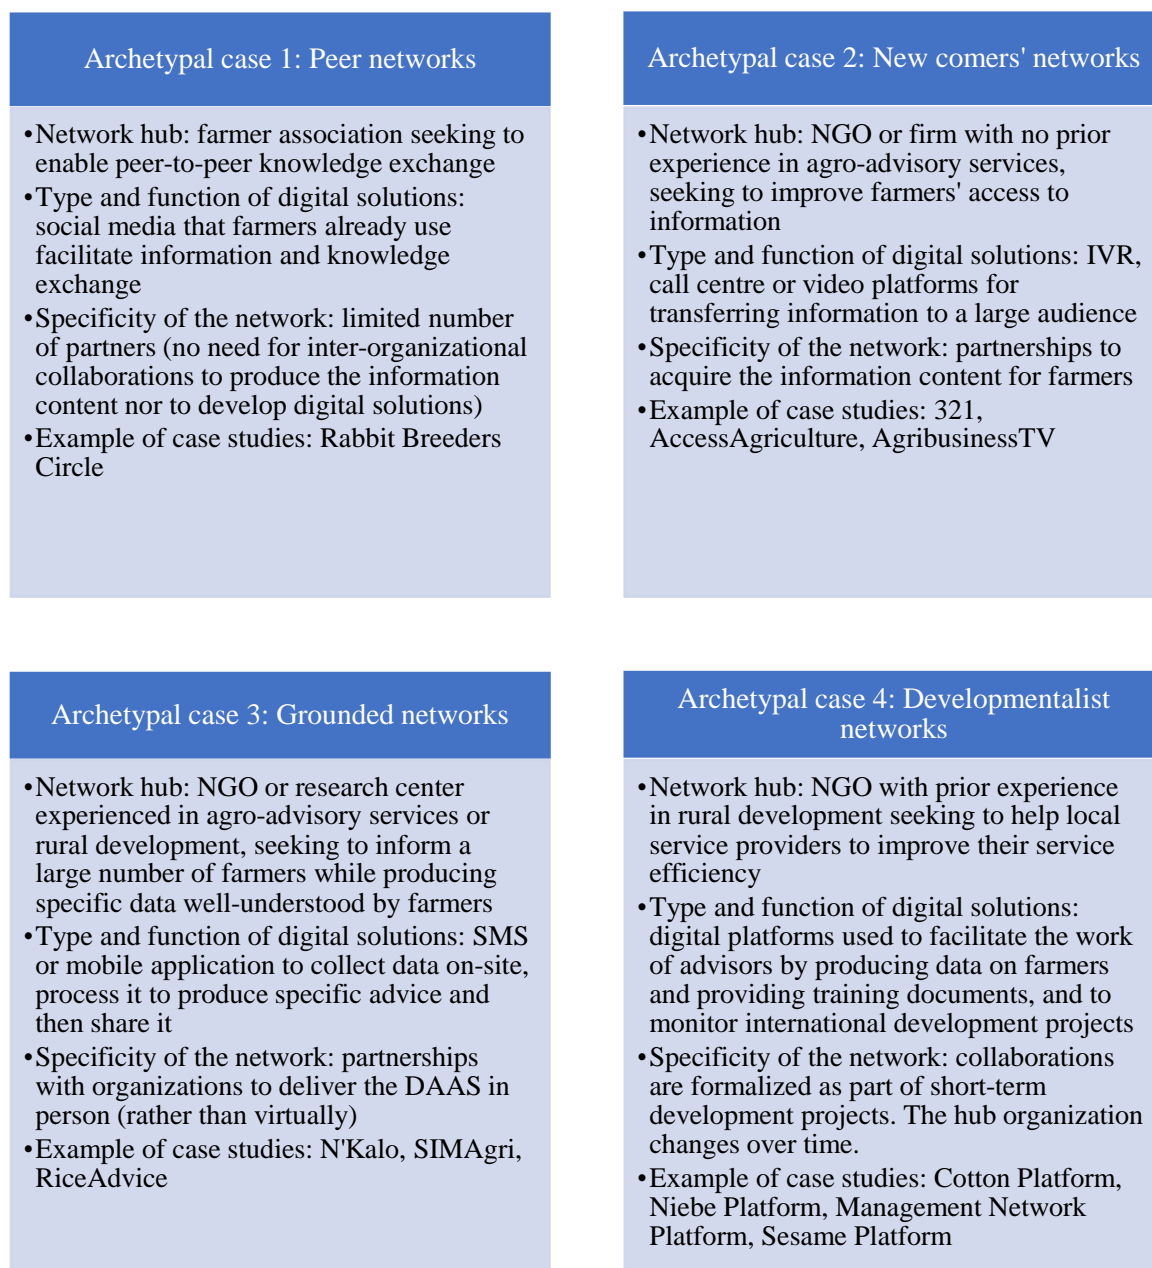 Archetypal case 1: Peer networks
•Network hub: farmer association seeking to
enable peer-to-peer knowledge exchange
•Type and function of digital solutions:
social media that farmers already use
facilitate information and knowledge
exchange
•Specificity of the network: limited number
of partners (no need for inter-organizational
collaborations to produce the information
content nor to develop digital solutions)
•Example of case studies: Rabbit Breeders
Circle
Archetypal case 2: New comers' networks
•Network hub: NGO or firm with no prior
experience in agro-advisory services,
seeking to improve farmers' access to
information
•Type and function of digital solutions: IVR,
call centre or video platforms for
transferring information to a large audience
•Specificity of the network: partnerships to
acquire the information content for farmers
•Example of case studies: 321,
AccessAgriculture, AgribusinessTV
Archetypal case 3: Grounded networks
•Network hub: NGO or research center
experienced in agro-advisory services or
rural development, seeking to inform a
large number of farmers while producing
specific data well-understood by farmers
•Type and function of digital solutions: SMS
or mobile application to collect data on-site,
process it to produce specific advice and
then share it
•Specificity of the network: partnerships
with organizations to deliver the DAAS in
person (rather than virtually)
•Example of case studies: N'Kalo, SIMAgri,
RiceAdvice
Archetypal case 4: Developmentalist
networks
•Network hub: NGO with prior experience
in rural development seeking to help local
service providers to improve their service
efficiency
•Type and function of digital solutions:
digital platforms used to facilitate the work
of advisors by producing data on farmers
and providing training documents, and to
monitor international development projects
•Specificity of the network: collaborations
are formalized as part of short-term
development projects. The hub organization
changes over time.
•Example of case studies: Cotton Platform,
Niebe Platform, Management Network
Platform, Sesame Platform